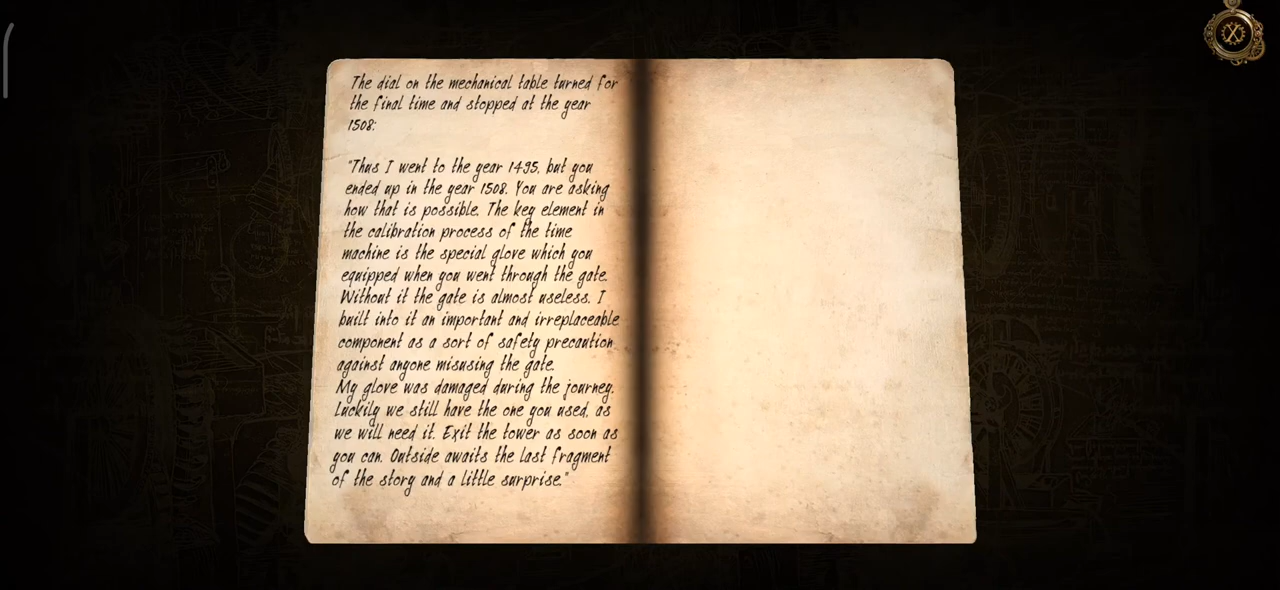 The dial on the mechanical table turned for
the final time and stopped at the year
1508:
"Thus I went to the year 1495, but you
ended up in the year 1508. You are asking
how that is possible. The key element in
the calibration process of the time
machine is the special glove which you
equipped when you went through the gate.
Without it the gate is almost useless. I
built into it an important and irreplaceable
component as a sort of safety precaution
against anyone misusing the gate.
My glove was damaged during the journey.
Luckily we still have the one you used, as
we will need it. Exit the tower as soon as
you can. Outside awaits the last fragment
of the story and a little surprise."